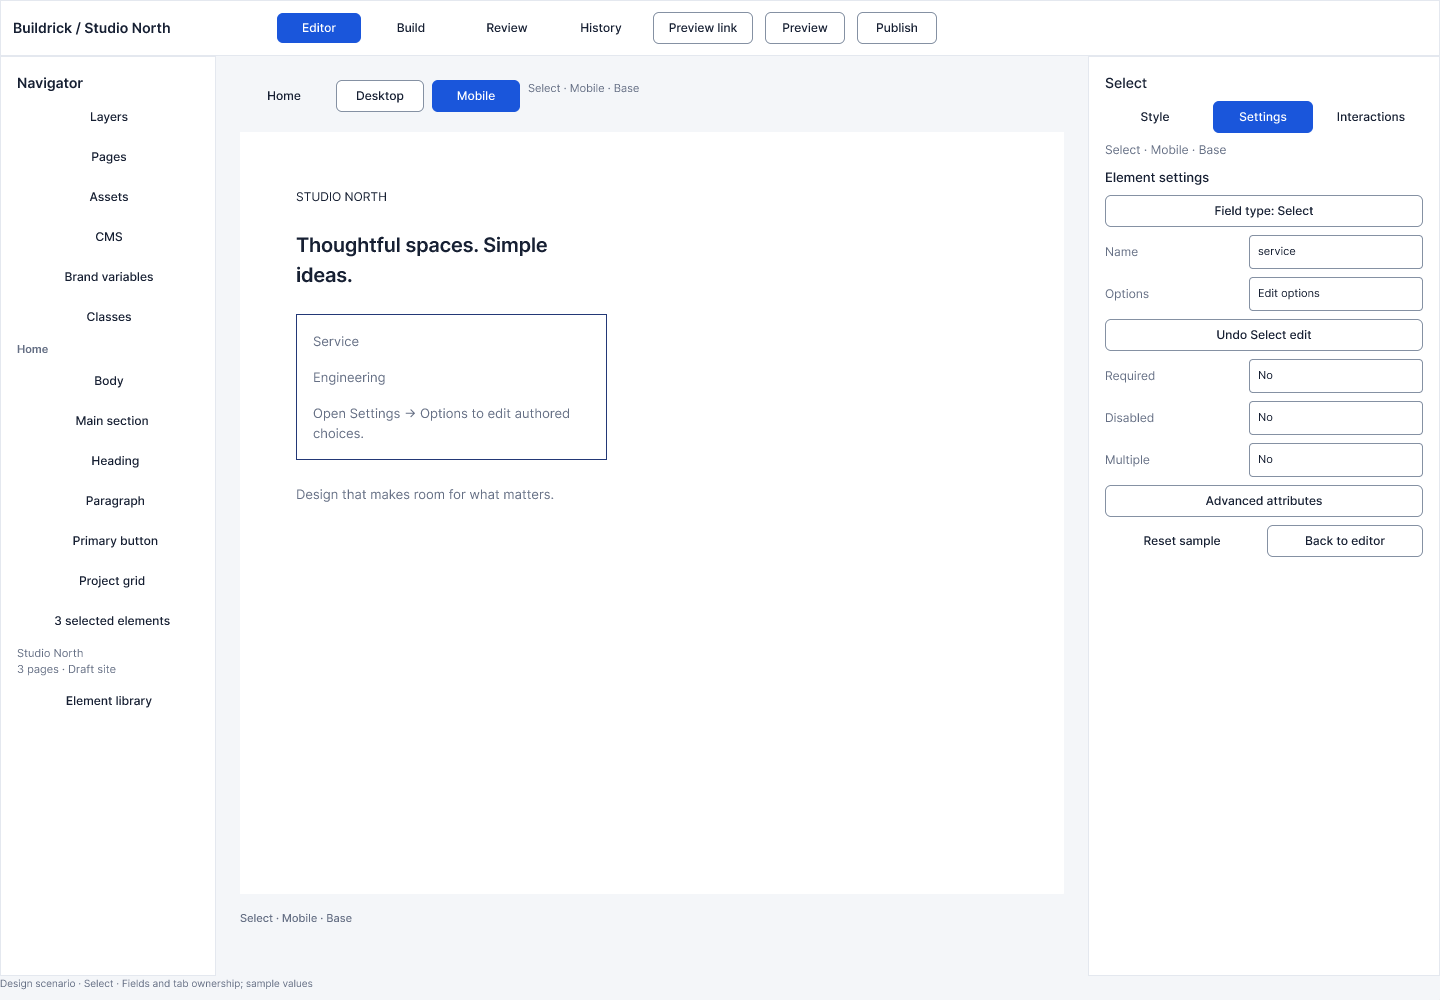 Buildrick / Studio North
Editor
Build
Review
History
Preview link
Preview
Publish
Navigator
Layers
Pages
Assets
CMS
Brand variables
Classes
Home
Body
Main section
Heading
Paragraph
Primary button
Project grid
3 selected elements
Studio North
3 pages · Draft site
Element library
Home
Desktop
Mobile
Select · Mobile · Base
STUDIO NORTH
Thoughtful spaces. Simple
ideas.
Service
Engineering
Open Settings → Options to edit authored
choices.
Design that makes room for what matters.
Select · Mobile · Base
Select
Style
Settings
Interactions
Select · Mobile · Base
Element settings
Field type: Select
Name
service
Options
Edit options
Undo Select edit
Required
No
Disabled
No
Multiple
No
Advanced attributes
Reset sample
Back to editor
Design scenario · Select · Fields and tab ownership; sample values